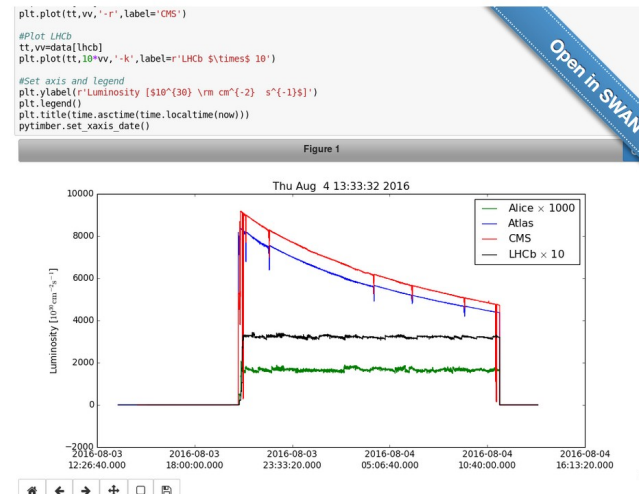 plt.plot(tt,vv,'-r',label='CMS')
#Plot LHCb
tt,vv=data[lhcb]
plt.plot(tt,10*vv,'-k',label=r'LHCb $\times$ 10')
#Set axis and legend
plt.ylabel(r'Luminosity [$10^{30} \rm cm^{-2}  s^{-1}$]')
plt.legend()
plt.title(time.asctime(time.localtime(now)))
pytimber.set_xaxis_date()
Open in SWAN
Figure 1
Thu Aug  4 13:33:32 2016
Alice × 1000
Atlas
CMS
LHCb × 10
Luminosity [10³⁰cm⁻²s⁻¹]
10000
8000
6000
4000
2000
0
−2000
2016-08-03 2016-08-03 2016-08-03 2016-08-04 2016-08-04 2016-08-04
12:26:40.000 18:00:00.000 23:33:20.000 05:06:40.000 10:40:00.000 16:13:20.000